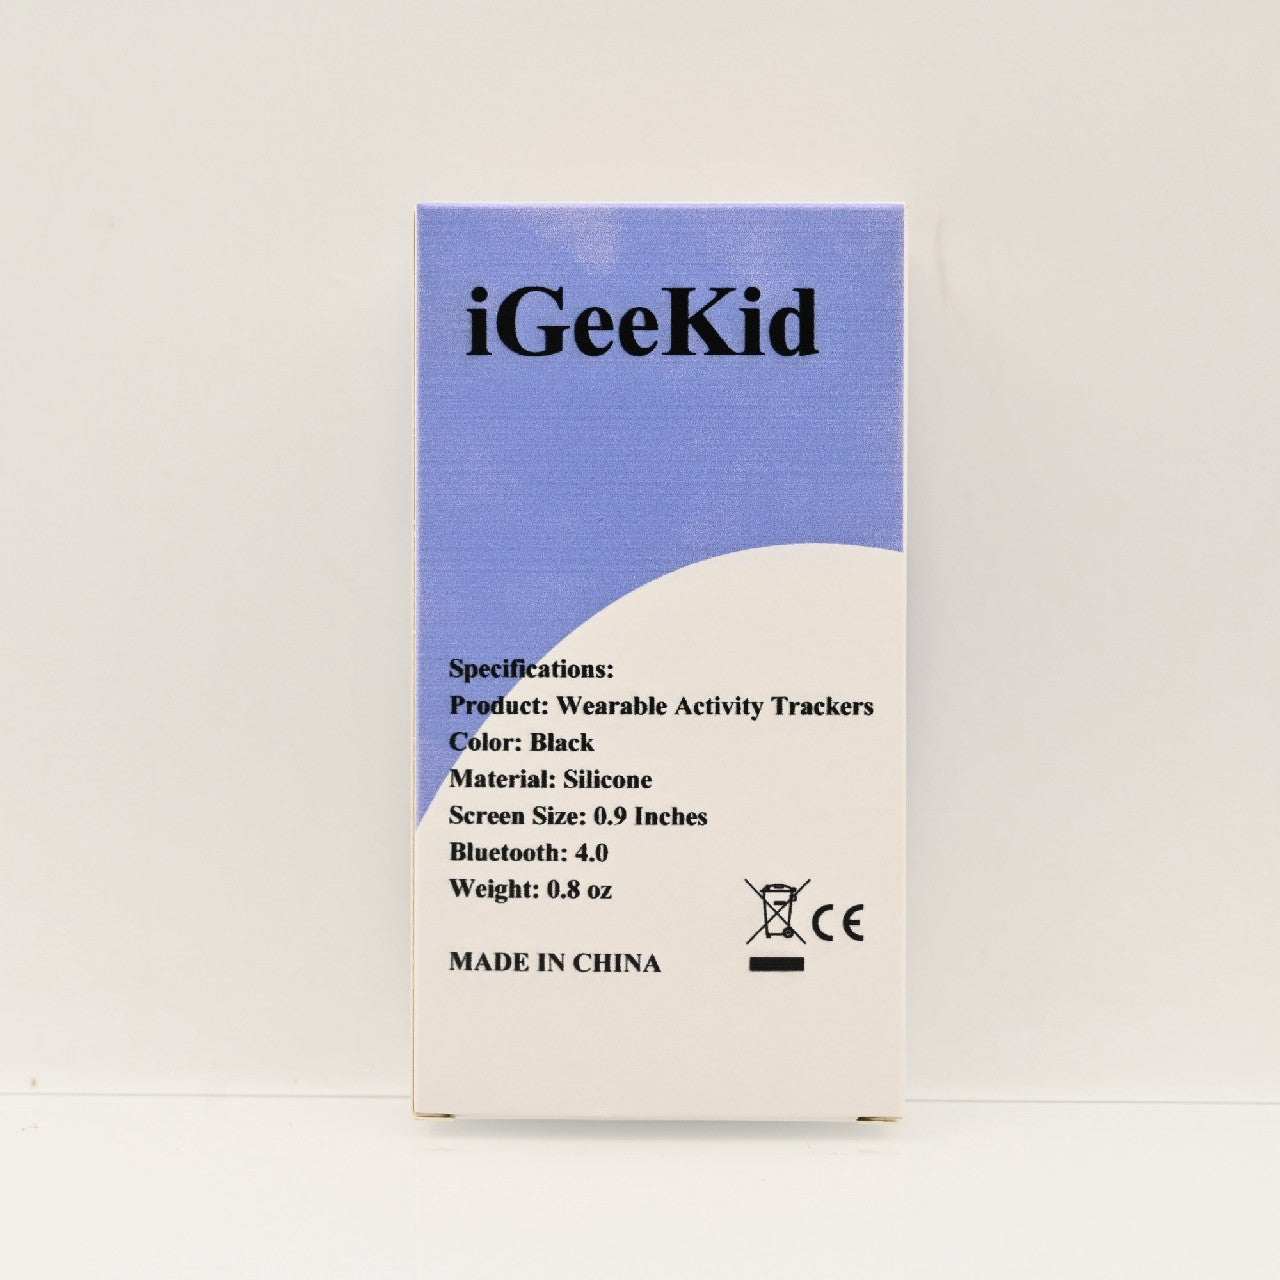 iGeeKid
Specifications:
Product: Wearable Activity Trackers
Color: Black
Material: Silicone
Screen Size: 0.9 Inches
Bluetooth: 4.0
Weight: 0.8 oz
CE
MADE IN CHINA